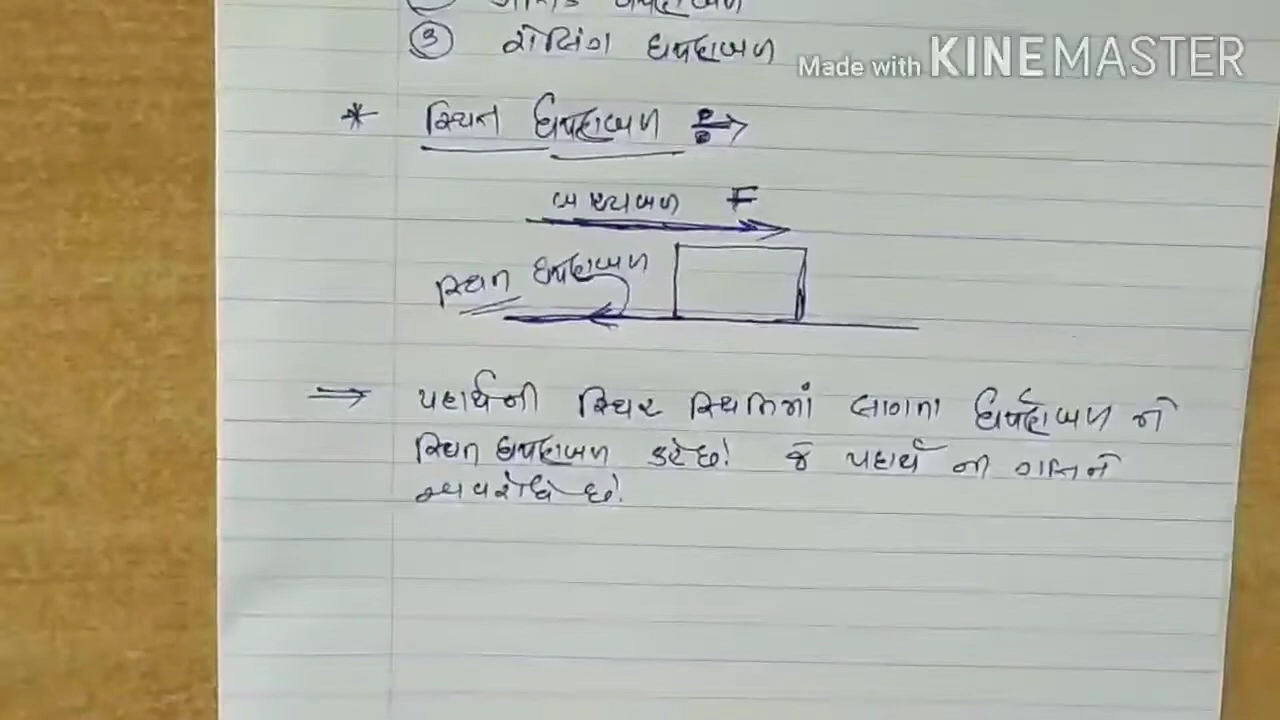 ③ રોલિંગ ઘર્ષણબળ
Made with KINEMASTER
* સ્થિત ઘર્ષણબળ
બાહ્યબળ F
સ્થિત ઘર્ષણબળ
⇒ પદાર્થની સ્થિર સ્થિતિમાં લાગતા ઘર્ષણબળ ને
સ્થિત ઘર્ષણબળ કહે છે. જે પદાર્થ ની ગતિને
અવરોધે છે.